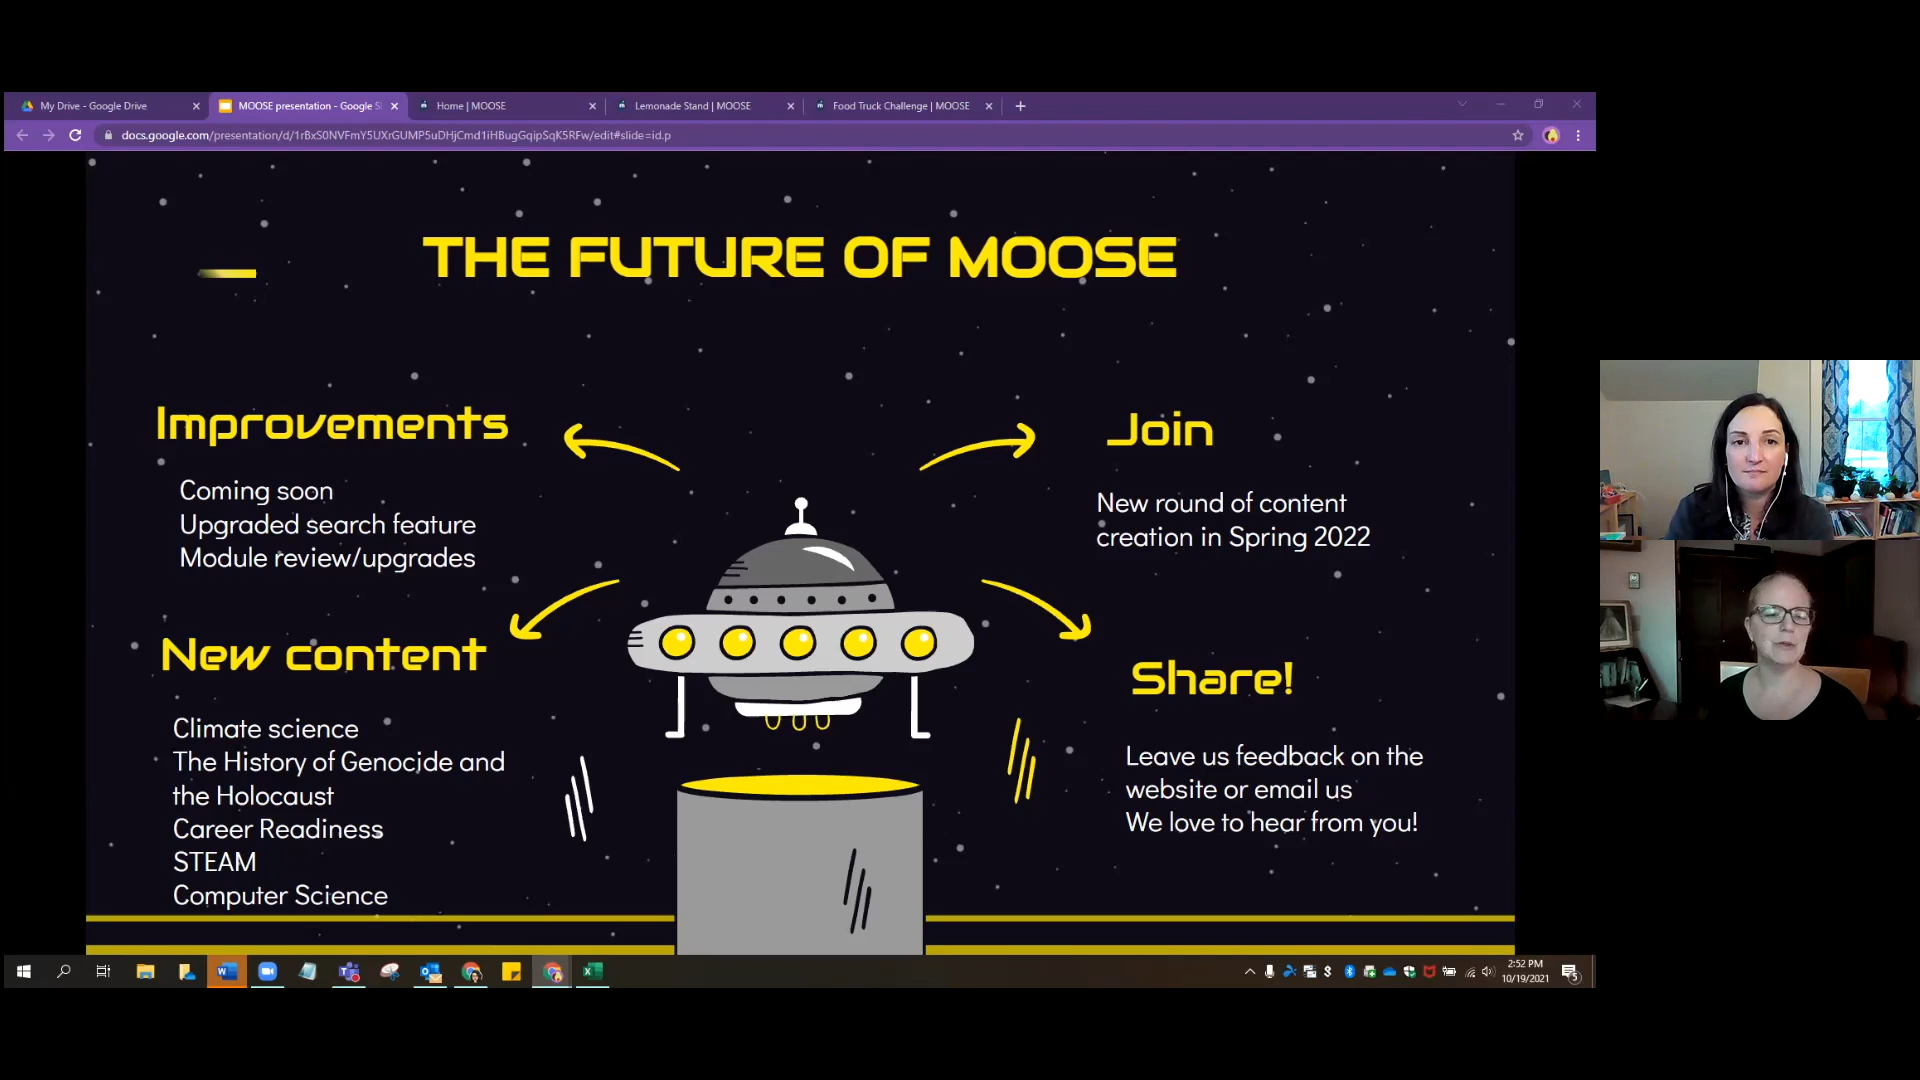 My Drive - Google Drive
MOOSE presentation - Google Sl
Home | MOOSE
Lemonade Stand | MOOSE
Food Truck Challenge | MOOSE
docs.google.com/presentation/d/1rBxS0NVFmY5UXrGUMP5uDHjCmd1iHBugGqipSqK5RFw/edit#slide=id.p
THE FUTURE OF MOOSE
Improvements
Coming soon
Upgraded search feature
Module review/upgrades
Join
New round of content
creation in Spring 2022
New content
Climate science
The History of Genocide and
the Holocaust
Career Readiness
STEAM
Computer Science
Share!
Leave us feedback on the
website or email us
We love to hear from you!
2:52 PM
10/19/2021
5